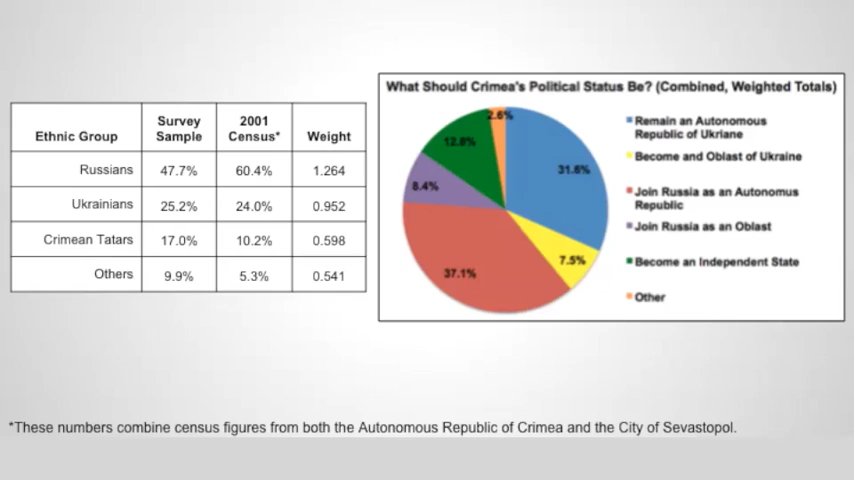 Ethnic Group Survey Sample 2001 Census* Weight
Russians 47.7% 60.4% 1.264
Ukrainians 25.2% 24.0% 0.952
Crimean Tatars 17.0% 10.2% 0.598
Others 9.9% 5.3% 0.541
What Should Crimea's Political Status Be? (Combined, Weighted Totals)
2.6%
12.8%
31.6%
8.4%
7.5%
37.1%
Remain an Autonomous
Republic of Ukriane
Become and Oblast of Ukraine
Join Russia as an Autonomus
Republic
Join Russia as an Oblast
Become an Independent State
Other
*These numbers combine census figures from both the Autonomous Republic of Crimea and the City of Sevastopol.